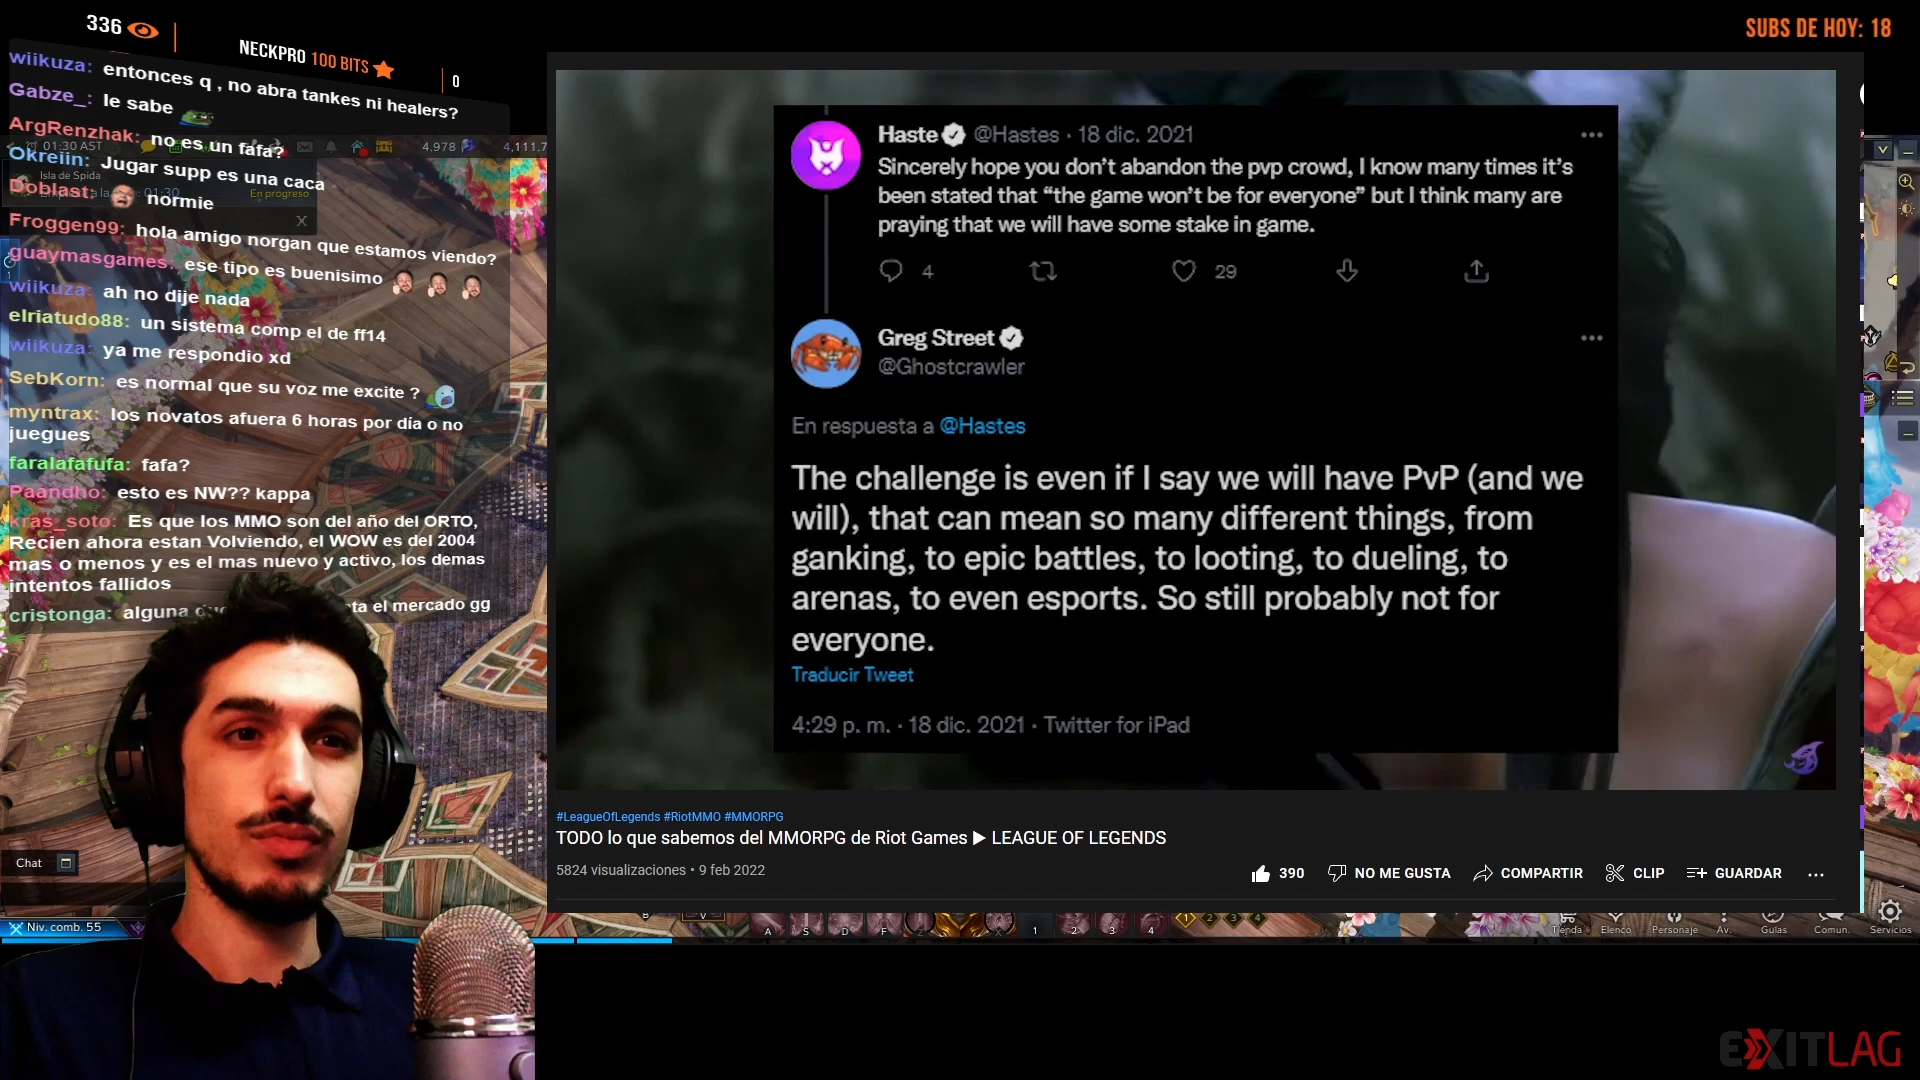 336
NECKPRO 100 BITS
0
SUBS DE HOY: 18
wiikuza: entonces q , no abra tankes ni healers?
Gabze_: le sabe
ArgRenzhak: no es un fafa?
Okreiin: Jugar supp es una caca
Doblast: normie
Froggen99: hola amigo norgan que estamos viendo?
guaymasgames: ese tipo es buenisimo
wiikuza: ah no dije nada
elriatudo88: un sistema comp el de ff14
wiikuza: ya me respondio xd
SebKorn: es normal que su voz me excite ?
myntrax: los novatos afuera 6 horas por día o no
juegues
faralafafufa: fafa?
Paandho: esto es NW?? kappa
kras_soto: Es que los MMO son del año del ORTO,
Recien ahora estan Volviendo, el WOW es del 2004
mas o menos y es el mas nuevo y activo, los demas
intentos fallidos
cristonga: alguna ta el mercado gg
01:30 AST
4,978
4,111,7
Isla de Spida
01:30
En progreso
X
Haste @Hastes · 18 dic. 2021
Sincerely hope you don't abandon the pvp crowd, I know many times it's
been stated that “the game won't be for everyone” but I think many are
praying that we will have some stake in game.
4
29
Greg Street
@Ghostcrawler
En respuesta a @Hastes
The challenge is even if I say we will have PvP (and we
will), that can mean so many different things, from
ganking, to epic battles, to looting, to dueling, to
arenas, to even esports. So still probably not for
everyone.
Traducir Tweet
4:29 p. m. · 18 dic. 2021 · Twitter for iPad
#LeagueOfLegends #RiotMMO #MMORPG
TODO lo que sabemos del MMORPG de Riot Games ▶ LEAGUE OF LEGENDS
5824 visualizaciones • 9 feb 2022
390
NO ME GUSTA
COMPARTIR
CLIP
GUARDAR
Chat
Niv. comb. 55
A S D F
1 2 3 4
1 2 3 4
Tienda Elenco Personaje Av. Guías Comun. Servicios
EXITLAG